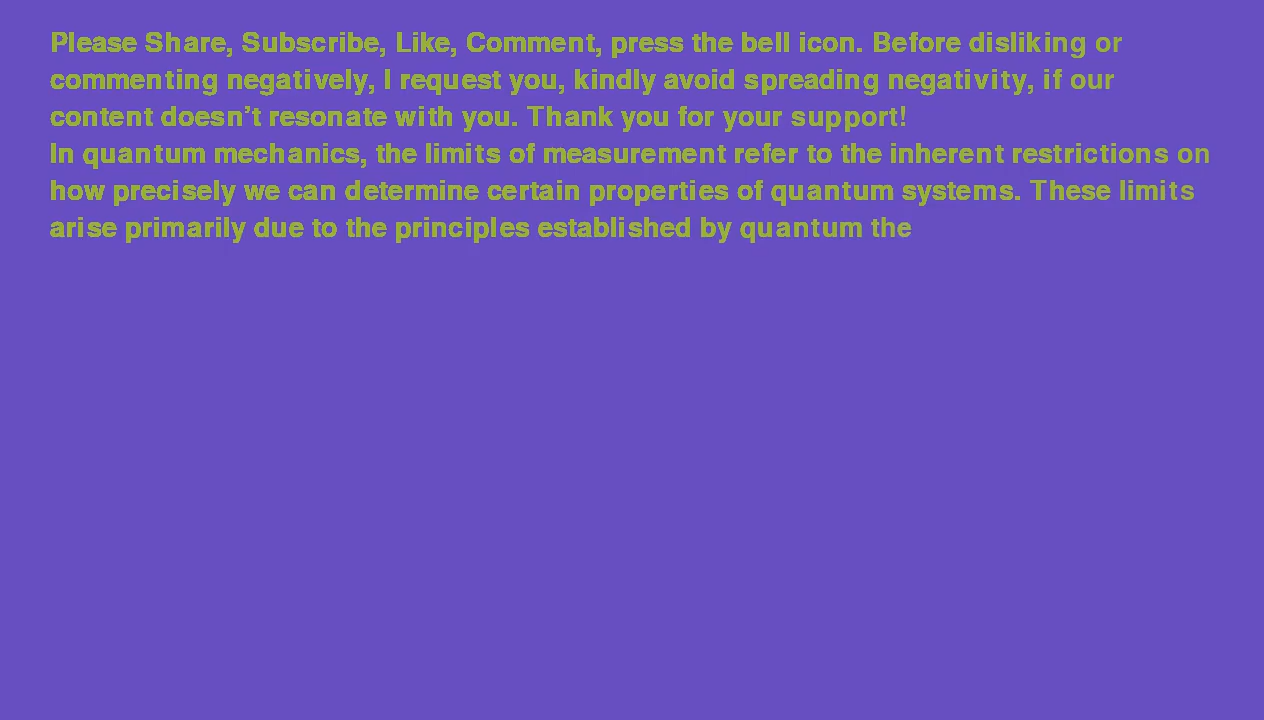 Please Share, Subscribe, Like, Comment, press the bell icon. Before disliking or
commenting negatively, I request you, kindly avoid spreading negativity, if our
content doesn’t resonate with you. Thank you for your support!
In quantum mechanics, the limits of measurement refer to the inherent restrictions on
how precisely we can determine certain properties of quantum systems. These limits
arise primarily due to the principles established by quantum the